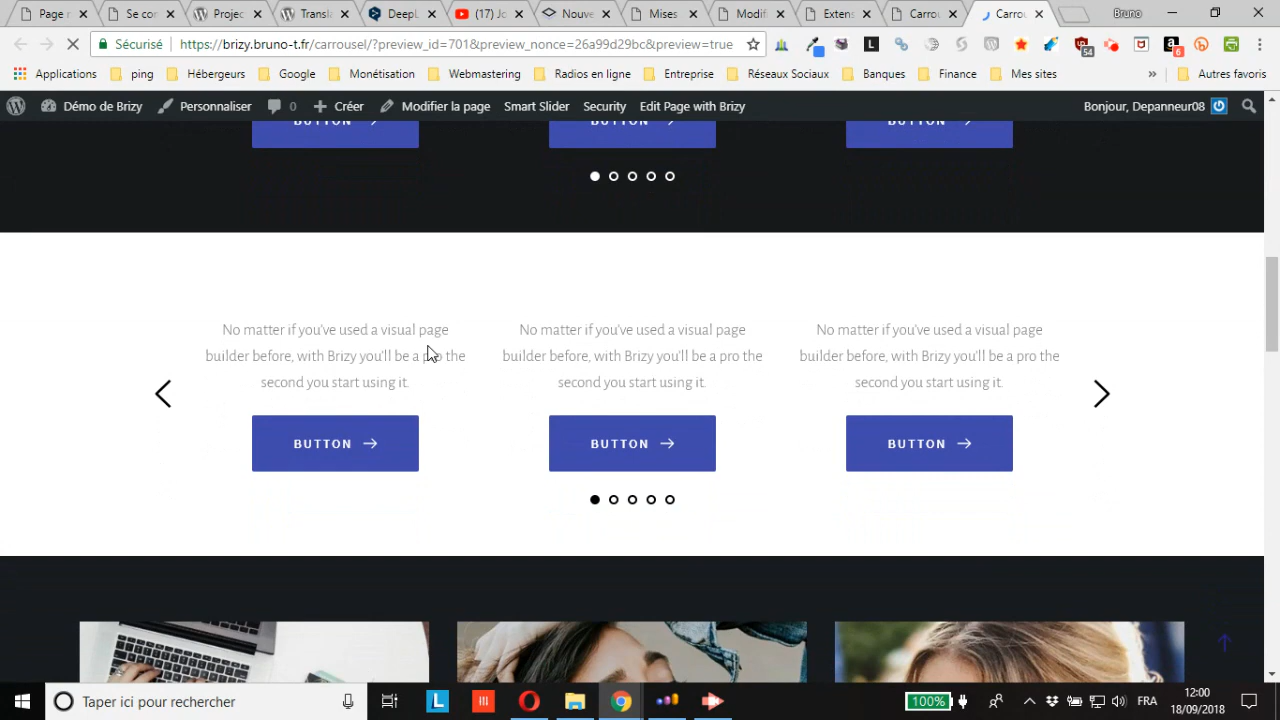 Page r
Se co
Projec
Transla
DeepL
(17) Jo
Nouve
Mises
Modifi
Extens
Carrou
Carrou
Bruno
Sécurisé
https://brizy.bruno-t.fr/carrousel/?preview_id=701&preview_nonce=26a99d29bc&preview=true
L
54
6
Applications
ping
Hébergeurs
Google
Monétisation
Webmastering
Radios en ligne
Entreprise
Réseaux Sociaux
Banques
Finance
Mes sites
»
Autres favoris
Démo de Brizy
Personnaliser
0
Créer
Modifier la page
Smart Slider
Security
Edit Page with Brizy
Bonjour, Depanneur08
BUTTON
BUTTON
BUTTON
No matter if you've used a visual page
builder before, with Brizy you'll be a pro the
second you start using it.
BUTTON
No matter if you've used a visual page
builder before, with Brizy you'll be a pro the
second you start using it.
BUTTON
No matter if you've used a visual page
builder before, with Brizy you'll be a pro the
second you start using it.
BUTTON
Taper ici pour rechercher
L
100%
FRA
12:00
18/09/2018